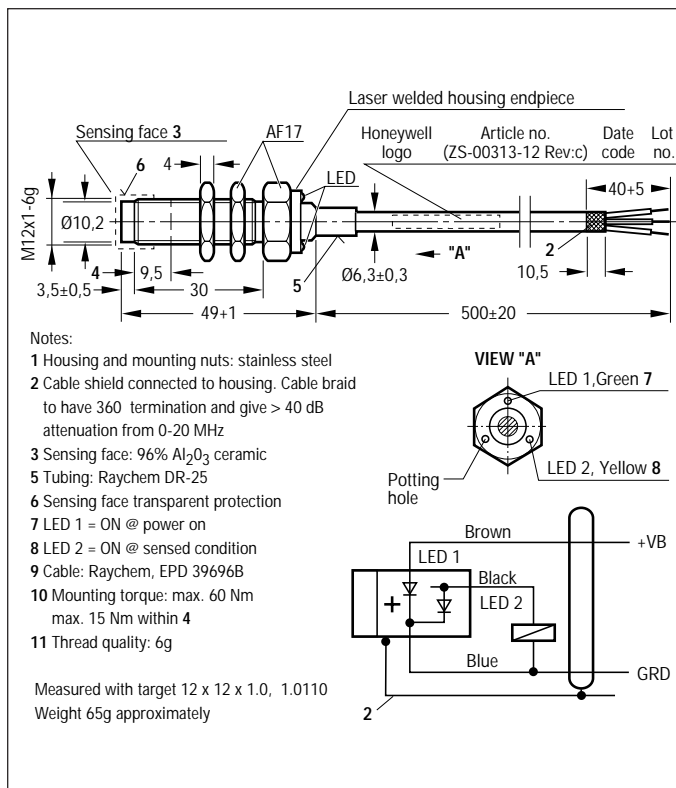 Laser welded housing endpiece
Sensing face 3
AF17
Honeywell logo
Article no. (ZS-00313-12 Rev:c)
Date code
Lot no.
6
4
LED
40+5
M12x1-6g
Ø10,2
"A"
2
4
9,5
5
Ø6,3±0,3
10,5
3,5±0,5
30
49+1
500±20
Notes:
1 Housing and mounting nuts: stainless steel
2 Cable shield connected to housing. Cable braid
to have 360 termination and give > 40 dB
attenuation from 0-20 MHz
3 Sensing face: 96% Al2O3 ceramic
5 Tubing: Raychem DR-25
6 Sensing face transparent protection
7 LED 1 = ON @ power on
8 LED 2 = ON @ sensed condition
9 Cable: Raychem, EPD 39696B
10 Mounting torque: max. 60 Nm
max. 15 Nm within 4
11 Thread quality: 6g
Measured with target 12 x 12 x 1.0, 1.0110
Weight 65g approximately
VIEW "A"
LED 1,Green 7
LED 2, Yellow 8
Potting
hole
Brown
+VB
LED 1
Black
+
LED 2
Blue
GRD
2